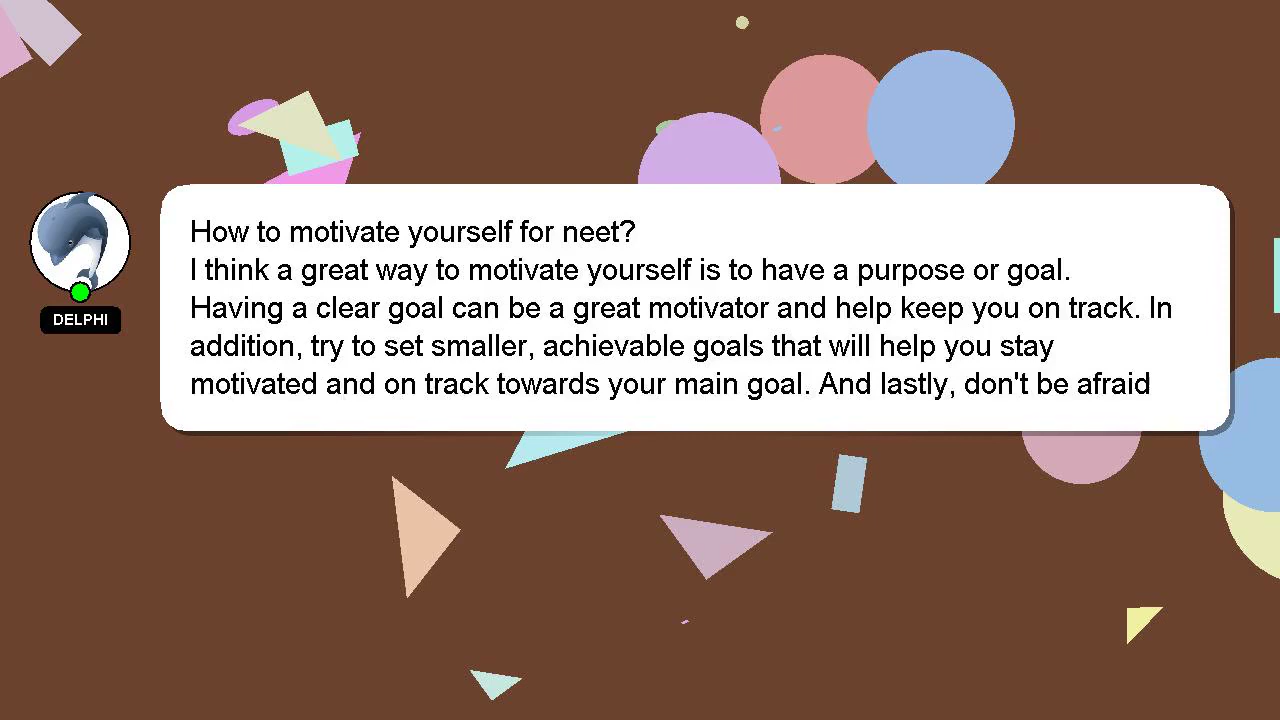 How to motivate yourself for neet?
I think a great way to motivate yourself is to have a purpose or goal.
Having a clear goal can be a great motivator and help keep you on track. In
addition, try to set smaller, achievable goals that will help you stay
motivated and on track towards your main goal. And lastly, don't be afraid
DELPHI